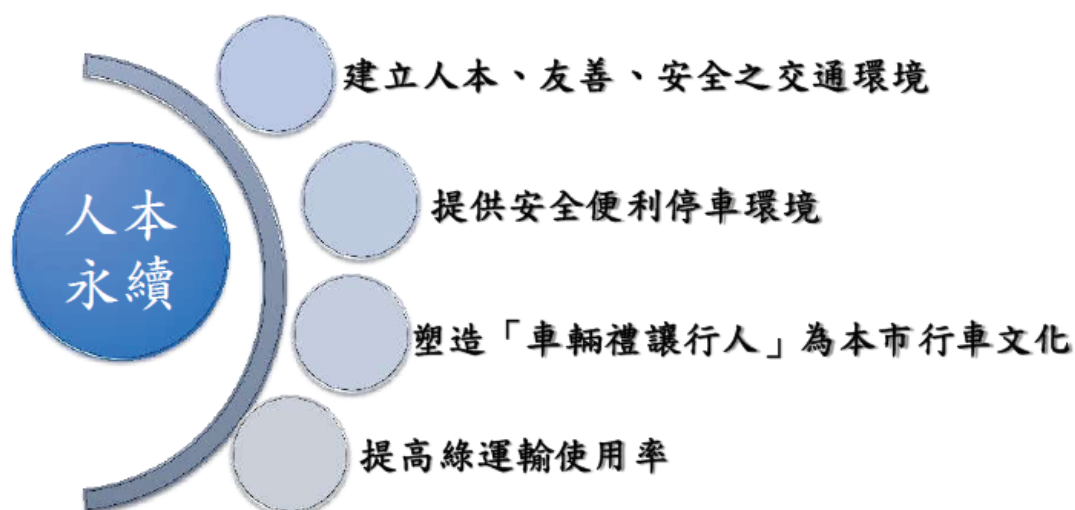 人本
永續
建立人本、友善、安全之交通環境
提供安全便利停車環境
塑造「車輛禮讓行人」為本市行車文化
提高綠運輸使用率